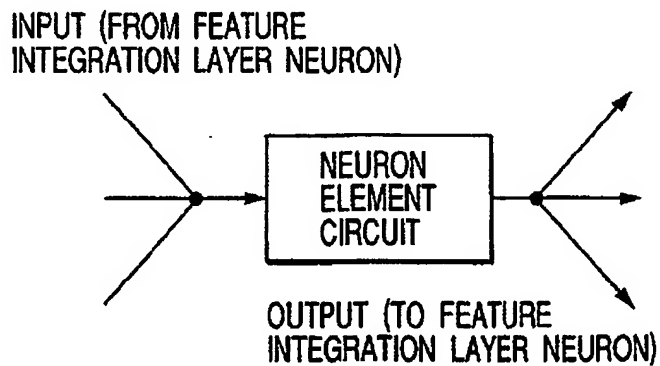 INPUT (FROM FEATURE
INTEGRATION LAYER NEURON)
NEURON
ELEMENT
CIRCUIT
OUTPUT (TO FEATURE
INTEGRATION LAYER NEURON)